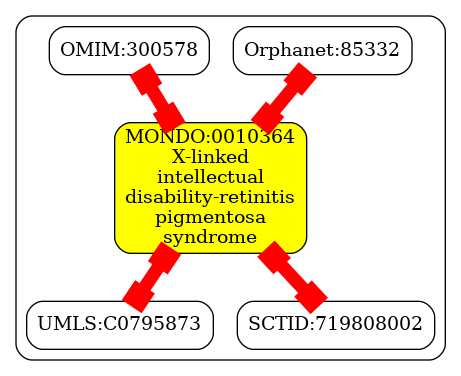 OMIM:300578
Orphanet:85332
MONDO:0010364
X-linked
intellectual
disability-retinitis
pigmentosa
syndrome
UMLS:C0795873
SCTID:719808002